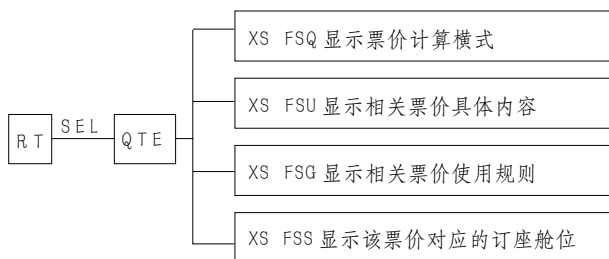 XS FSQ 显示票价计算横式
XS FSU 显示相关票价具体内容
SEL
RT
QTE
XS FSG 显示相关票价使用规则
XS FSS 显示该票价对应的订座舱位